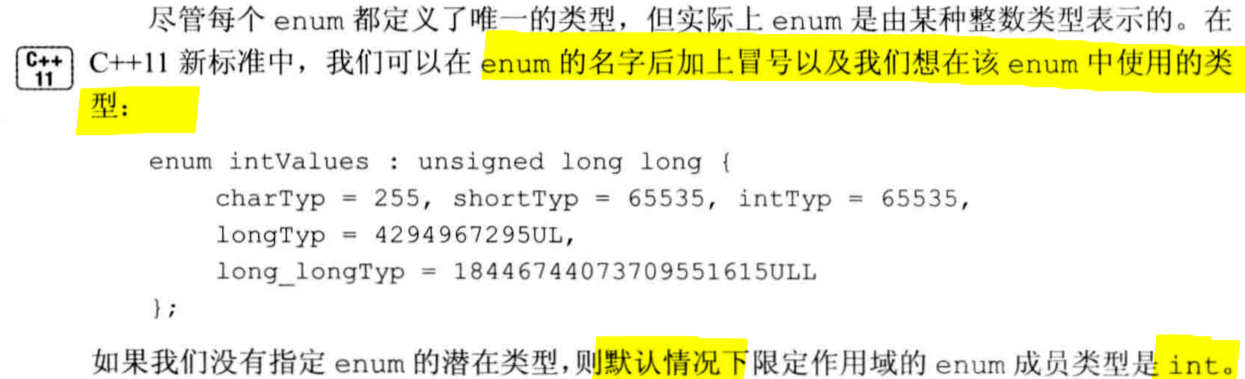 尽管每个 enum 都定义了唯一的类型，但实际上 enum 是由某种整数类型表示的。在
C++
11
C++11 新标准中，我们可以在 enum 的名字后加上冒号以及我们想在该 enum 中使用的类
型：
enum intValues : unsigned long long {
charTyp = 255, shortTyp = 65535, intTyp = 65535,
longTyp = 4294967295UL,
long_longTyp = 18446744073709551615ULL
};
如果我们没有指定 enum 的潜在类型，则默认情况下限定作用域的 enum 成员类型是 int。